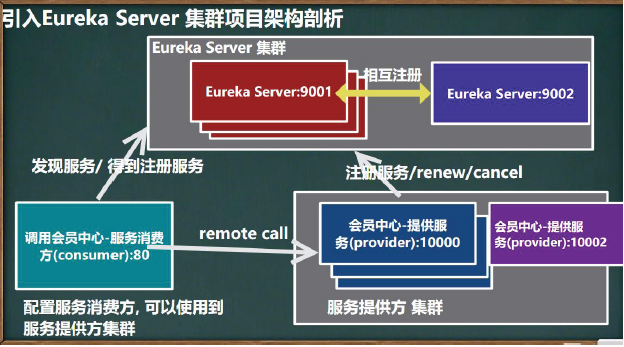 引入Eureka Server 集群项目架构剖析
Eureka Server 集群
相互注册
Eureka Server:9001
Eureka Server:9002
发现服务/ 得到注册服务
注册服务/renew/cancel
调用会员中心-服务消费
方(consumer):80
remote call
会员中心-提供服
务(provider):10000
会员中心-提供服
务(provider):10002
配置服务消费方, 可以使用到
服务提供方集群
服务提供方 集群